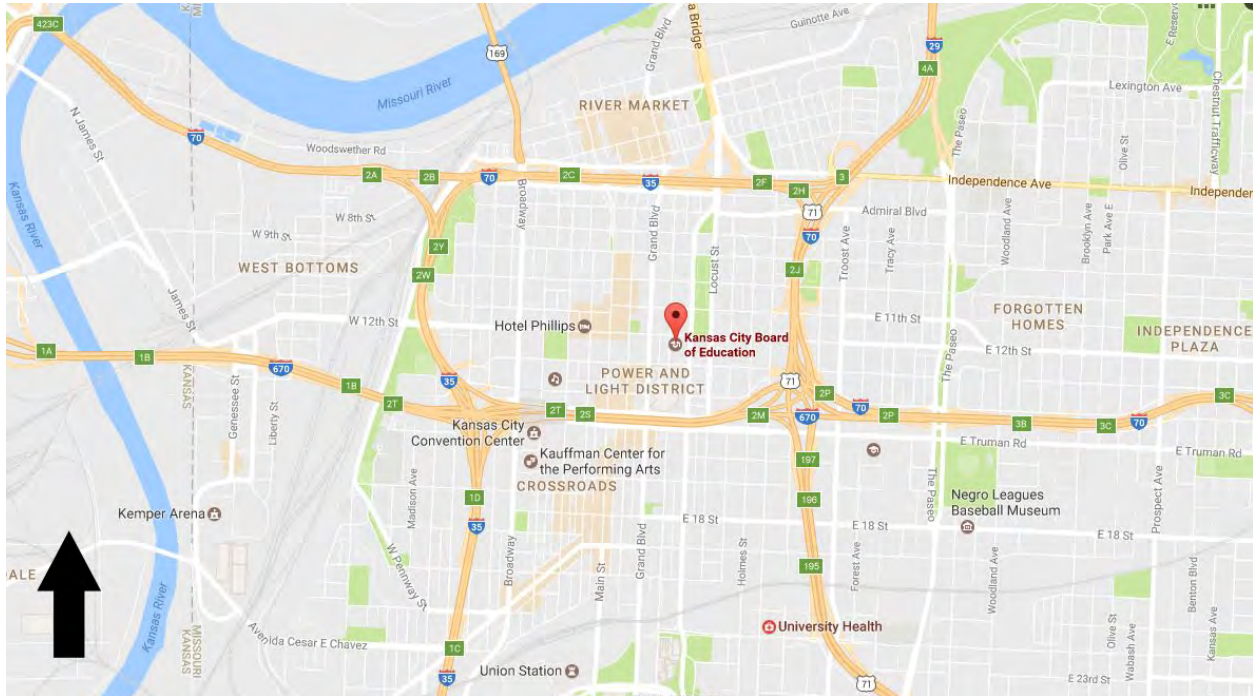 423C
MISSOURI
KANSAS
169
Grand Blvd
a Bridge
Guinotte Ave
29
4A
E Reserv
Lexington Ave
Chestnut Trafficway
Missouri River
RIVER MARKET
N James St
70
Woodswether Rd
The Paseo
Olive St
2A
2B
70
2C
35
2F
2H
3
Independence Ave
Independen
71
Admiral Blvd
Kansas River
W 8th St
W 9th St
Broadway
Grand Blvd
Locust St
70
Troost Ave
Tracy Ave
Woodland Ave
Brooklyn Ave
Park Ave E
2Y
2W
2J
WEST BOTTOMS
James St
W 12th St
Hotel Phillips
Kansas City Board
of Education
E 11th St
FORGOTTEN
HOMES
E 12th St
INDEPENDENCE
PLAZA
1A
1B
670
KANSAS
1B
2T
35
POWER AND
LIGHT DISTRICT
71
The Paseo
2P
70
2P
3B
3C
70
3C
2T
2S
2M
670
Genessee St
Liberty St
Kansas City
Convention Center
Kauffman Center for
the Performing Arts
CROSSROADS
E Truman Rd
E Truman Rd
197
Madison Ave
1D
196
The Paseo
Negro Leagues
Baseball Museum
Prospect Ave
Kemper Arena
35
E 18 St
E 18 St
DALE
W Pennway St
Broadway
Main St
Grand Blvd
Holmes St
195
Forest Ave
Woodland Ave
Benton Blvd
Kansas River
MISSOURI
KANSAS
Avenida Cesar E Chavez
1C
35
University Health
Olive St
Wabash Ave
Kansas Ave
Union Station
71
E 23rd St